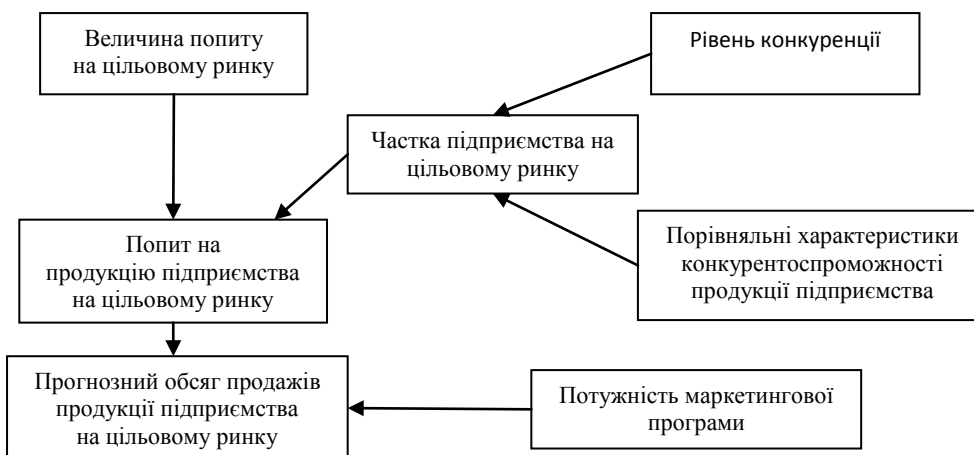 Величина попиту
на цільовому ринку
Рівень конкуренції
Частка підприємства на
цільовому ринку
Попит на
продукцію підприємства
на цільовому ринку
Порівняльні характеристики
конкурентоспроможності
продукції підприємства
Прогнозний обсяг продажів
продукції підприємства
на цільовому ринку
Потужність маркетингової
програми